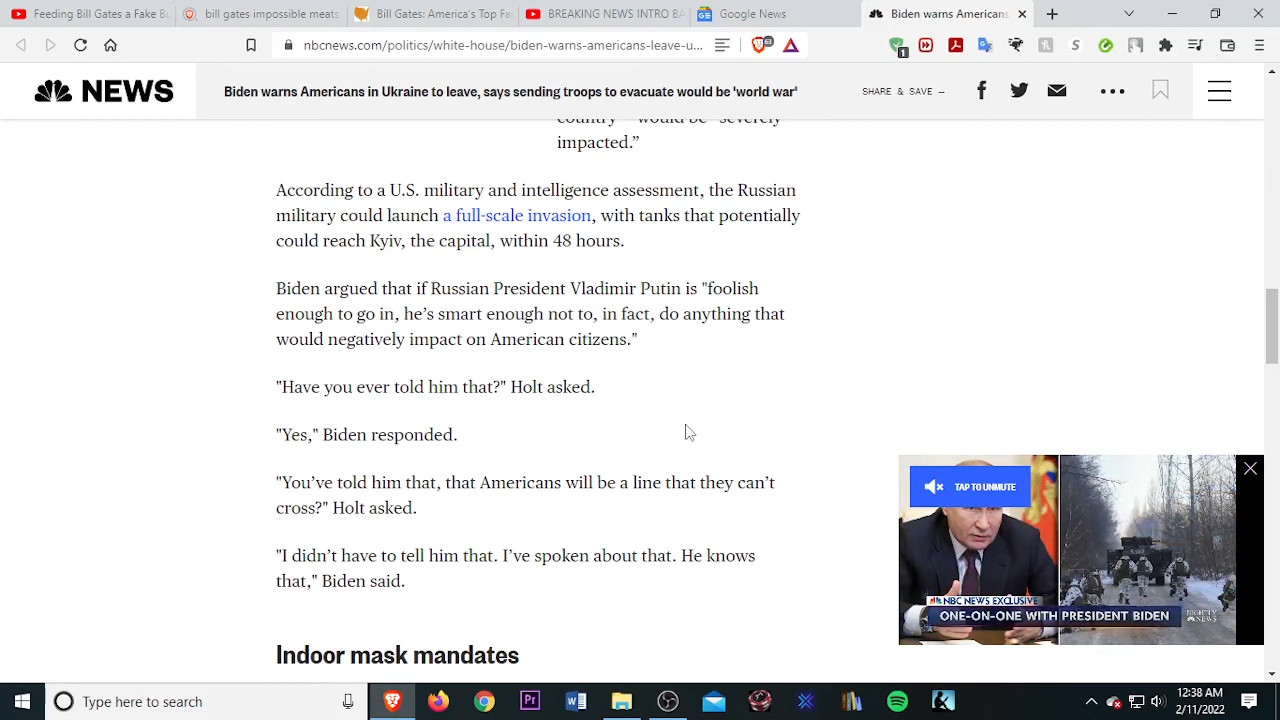 Feeding Bill Gates a Fake Bu
bill gates impossible meats
Bill Gates: America's Top Fa
BREAKING NEWS INTRO BA
Google News
Biden warns Americans
nbcnews.com/politics/white-house/biden-warns-americans-leave-u...
NEWS
Biden warns Americans in Ukraine to leave, says sending troops to evacuate would be 'world war'
SHARE & SAVE —
country — would be “severely
impacted.”
According to a U.S. military and intelligence assessment, the Russian
military could launch a full-scale invasion, with tanks that potentially
could reach Kyiv, the capital, within 48 hours.
Biden argued that if Russian President Vladimir Putin is "foolish
enough to go in, he’s smart enough not to, in fact, do anything that
would negatively impact on American citizens."
"Have you ever told him that?" Holt asked.
"Yes," Biden responded.
"You’ve told him that, that Americans will be a line that they can’t
cross?" Holt asked.
"I didn’t have to tell him that. I’ve spoken about that. He knows
that," Biden said.
TAP TO UNMUTE
NBC NEWS EXCLUSIVE
ONE-ON-ONE WITH PRESIDENT BIDEN
NIGHTLY
NEWS
Indoor mask mandates
Type here to search
12:38 AM
2/11/2022